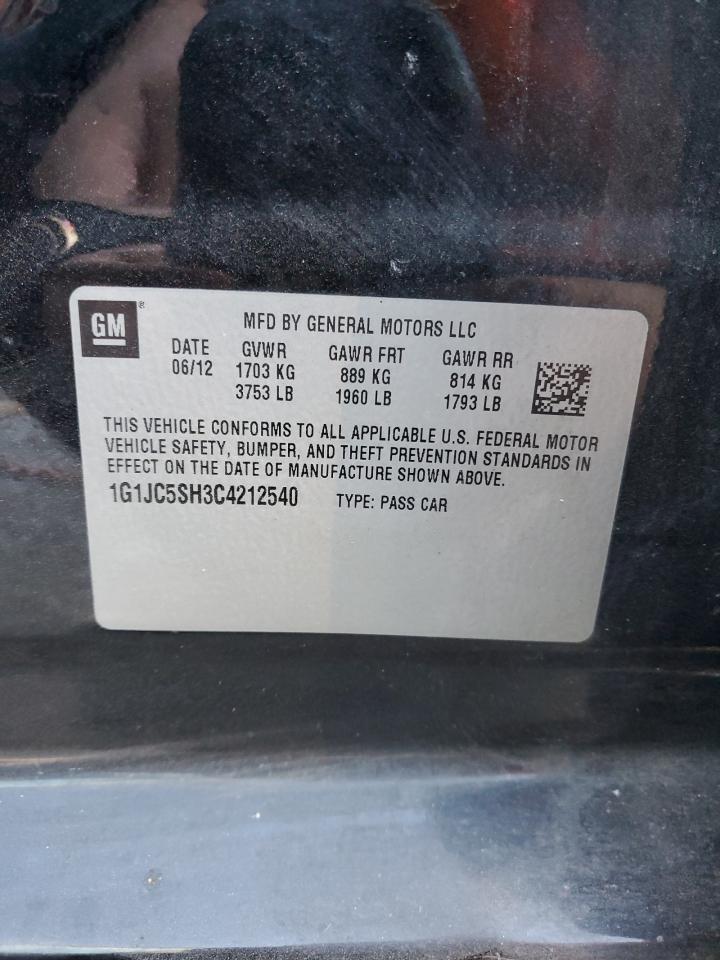 GM®
MFD BY GENERAL MOTORS LLC
DATE GVWR GAWR FRT GAWR RR
06/12 1703 KG 889 KG 814 KG
3753 LB 1960 LB 1793 LB
THIS VEHICLE CONFORMS TO ALL APPLICABLE U.S. FEDERAL MOTOR
VEHICLE SAFETY, BUMPER, AND THEFT PREVENTION STANDARDS IN
EFFECT ON THE DATE OF MANUFACTURE SHOWN ABOVE.
1G1JC5SH3C4212540 TYPE: PASS CAR